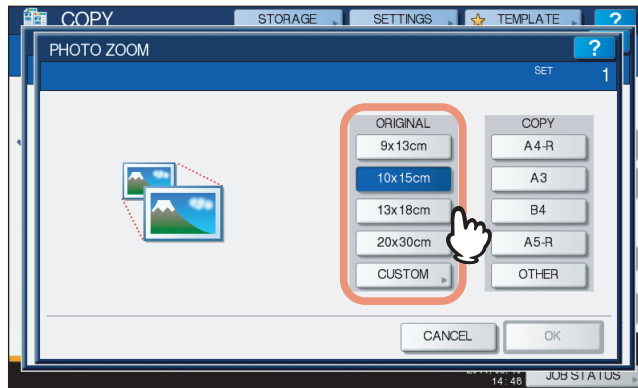 COPY STORAGE SETTINGS TEMPLATE ?
PHOTO ZOOM ?
SET 1
ORIGINAL COPY
9x13cm A4-R
10x15cm A3
13x18cm B4
20x30cm A5-R
CUSTOM OTHER
CANCEL OK
14:48 JOB STATUS